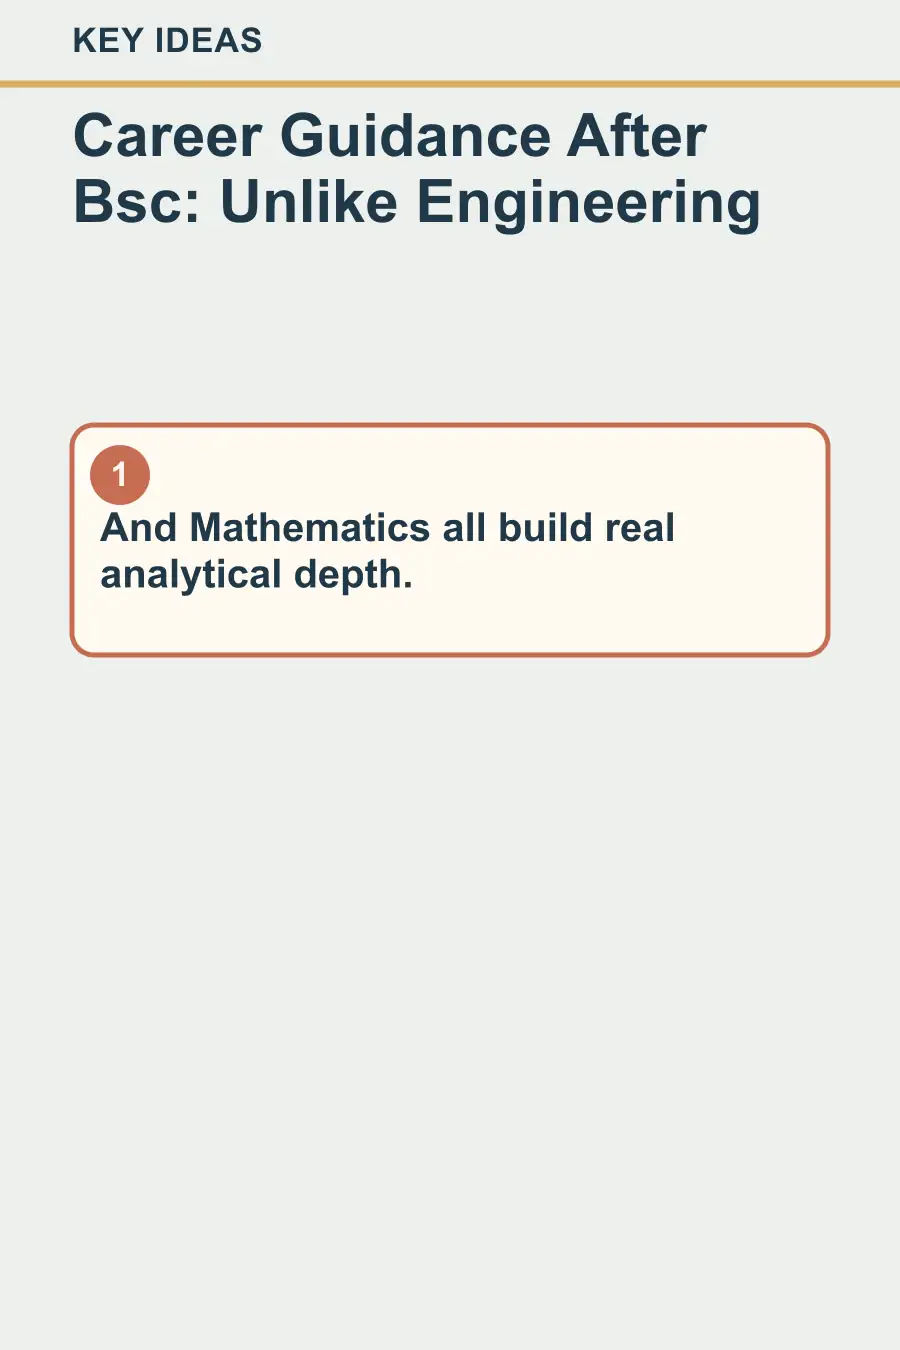 KEY IDEAS
Career Guidance After
Bsc: Unlike Engineering
1
And Mathematics all build real
analytical depth.